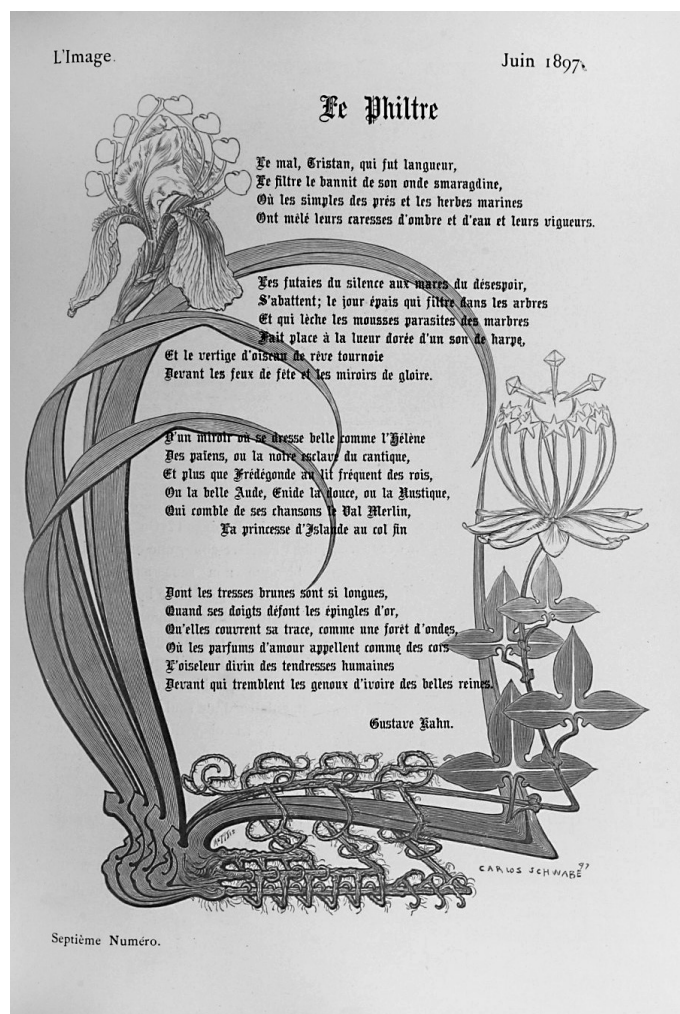 L'Image.
Juin 1897.
Le Philtre
Le mal, Tristan, qui fut langueur,
Le filtre le bannit de son onde smaragdine,
Où les simples des prés et les herbes marines
Ont mêlé leurs caresses d'ombre et d'eau et leurs vigueurs.
Les futaies du silence aux mares du désespoir,
S'abattent; le jour épais qui filtre dans les arbres
Et qui lèche les mousses parasites des marbres
Fait place à la lueur dorée d'un son de harpe,
Et le vertige d'oiseau de rêve tournoie
Devant les feux de fête et les miroirs de gloire.
D'un miroir où se dresse belle comme l'Hélène
Des païens, ou la noire esclave du cantique,
Et plus que Frédégonde au lit fréquent des rois,
Ou la belle Aude, Enide la douce, ou la Rustique,
Qui comble de ses chansons le Val Merlin,
La princesse d'Islande au col fin
Dont les tresses brunes sont si longues,
Quand ses doigts défont les épingles d'or,
Qu'elles couvrent sa trace, comme une forêt d'ondes,
Où les parfums d'amour appellent comme des cors
L'oiseleur divin des tendresses humaines
Devant qui tremblent les genoux d'ivoire des belles reines.
Gustave Kahn.
CARLOS SCHWABE 97
Septième Numéro.